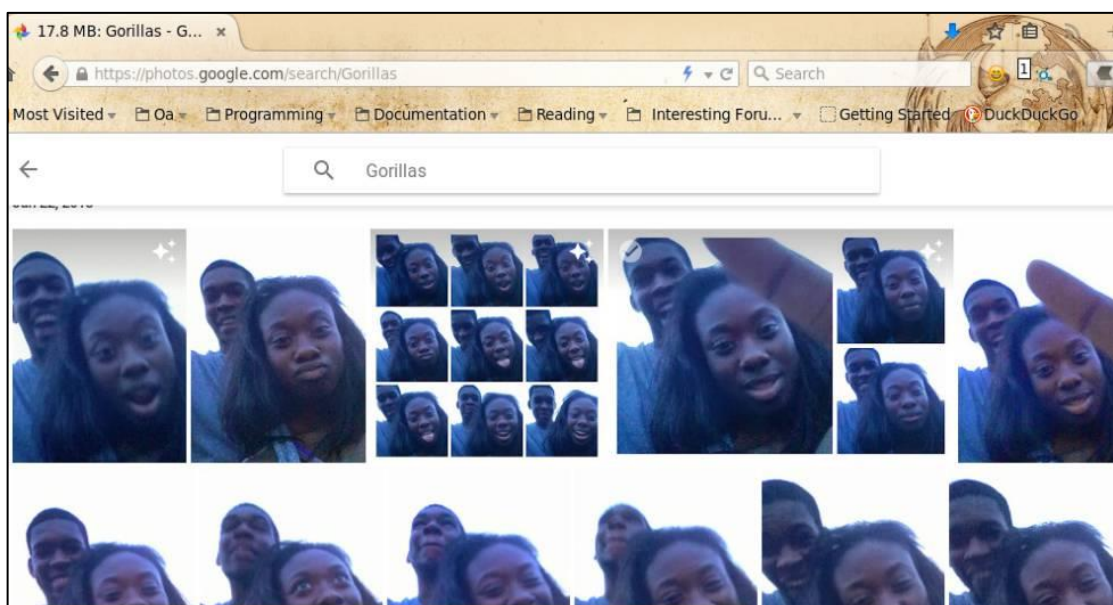 17.8 MB: Gorillas - G... ×
https://photos.google.com/search/Gorillas Search 1
Most Visited Oa Programming Documentation Reading Interesting Foru... Getting Started DuckDuckGo
Gorillas